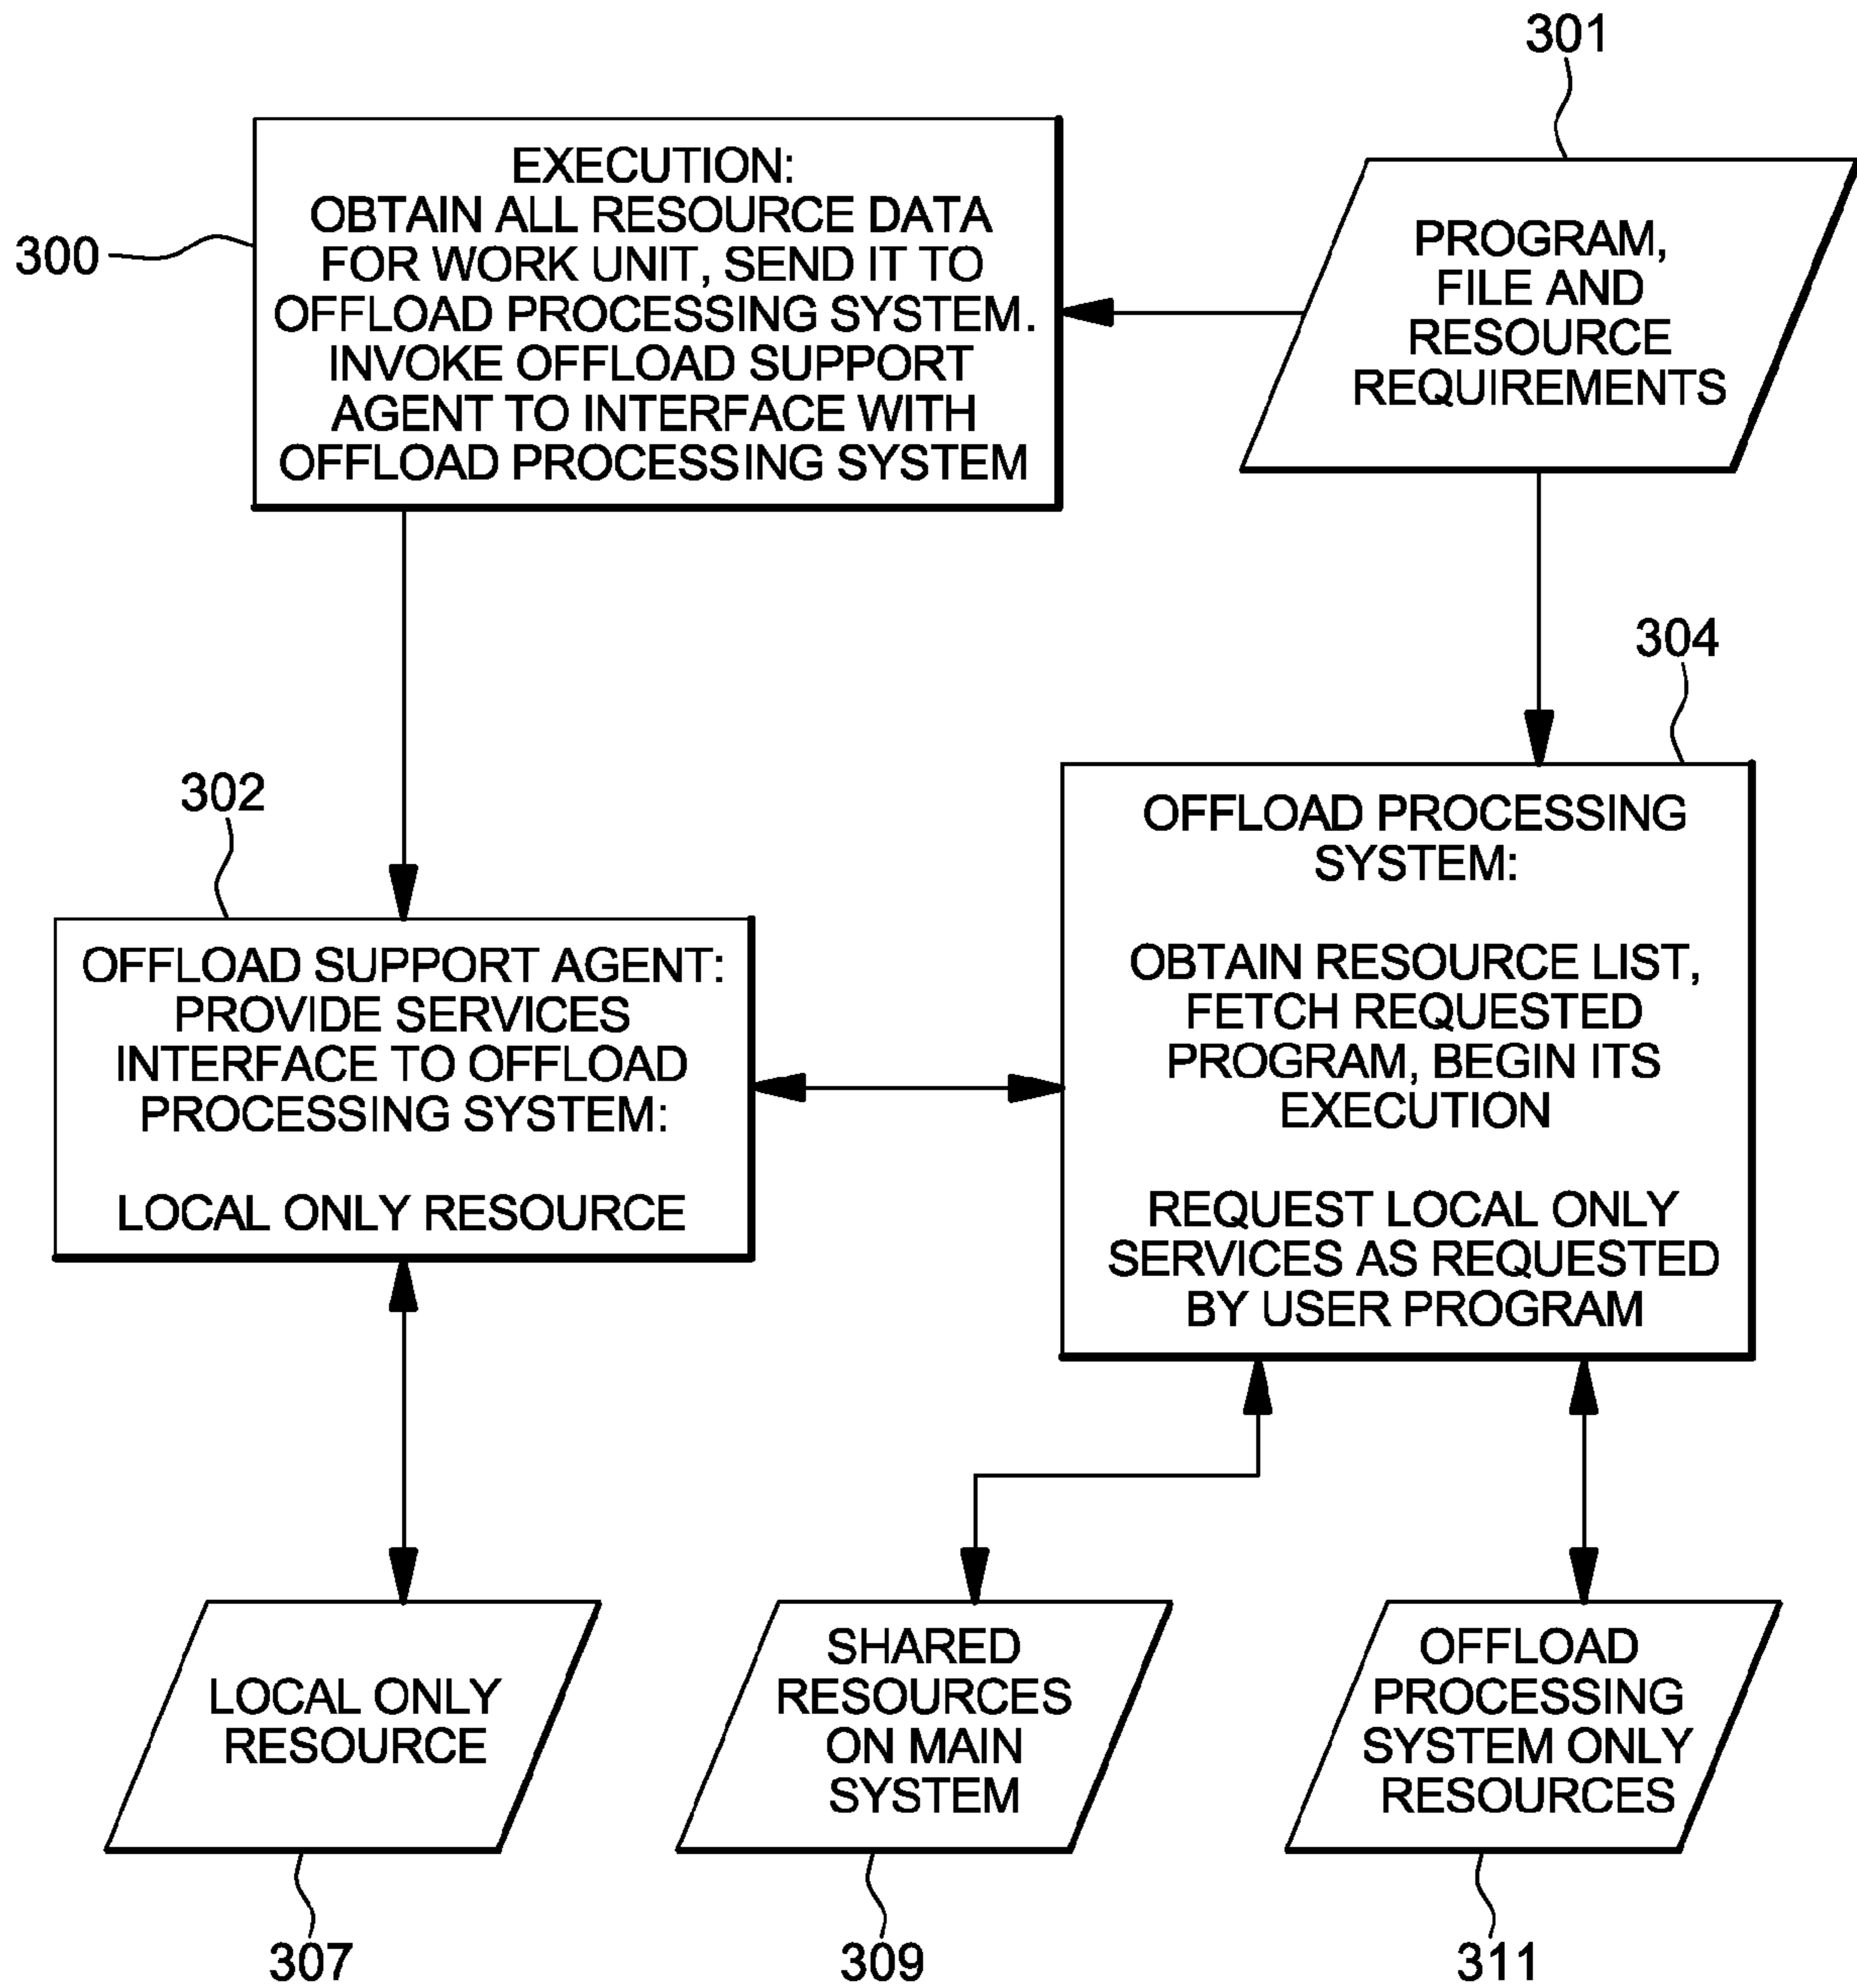 301
EXECUTION:
OBTAIN ALL RESOURCE DATA
FOR WORK UNIT, SEND IT TO
OFFLOAD PROCESSING SYSTEM.
INVOKE OFFLOAD SUPPORT
AGENT TO INTERFACE WITH
OFFLOAD PROCESSING SYSTEM
300
PROGRAM,
FILE AND
RESOURCE
REQUIREMENTS
304
302
OFFLOAD SUPPORT AGENT:
PROVIDE SERVICES
INTERFACE TO OFFLOAD
PROCESSING SYSTEM:
LOCAL ONLY RESOURCE
OFFLOAD PROCESSING
SYSTEM:
OBTAIN RESOURCE LIST,
FETCH REQUESTED
PROGRAM, BEGIN ITS
EXECUTION
REQUEST LOCAL ONLY
SERVICES AS REQUESTED
BY USER PROGRAM
LOCAL ONLY
RESOURCE
SHARED
RESOURCES
ON MAIN
SYSTEM
OFFLOAD
PROCESSING
SYSTEM ONLY
RESOURCES
307
309
311